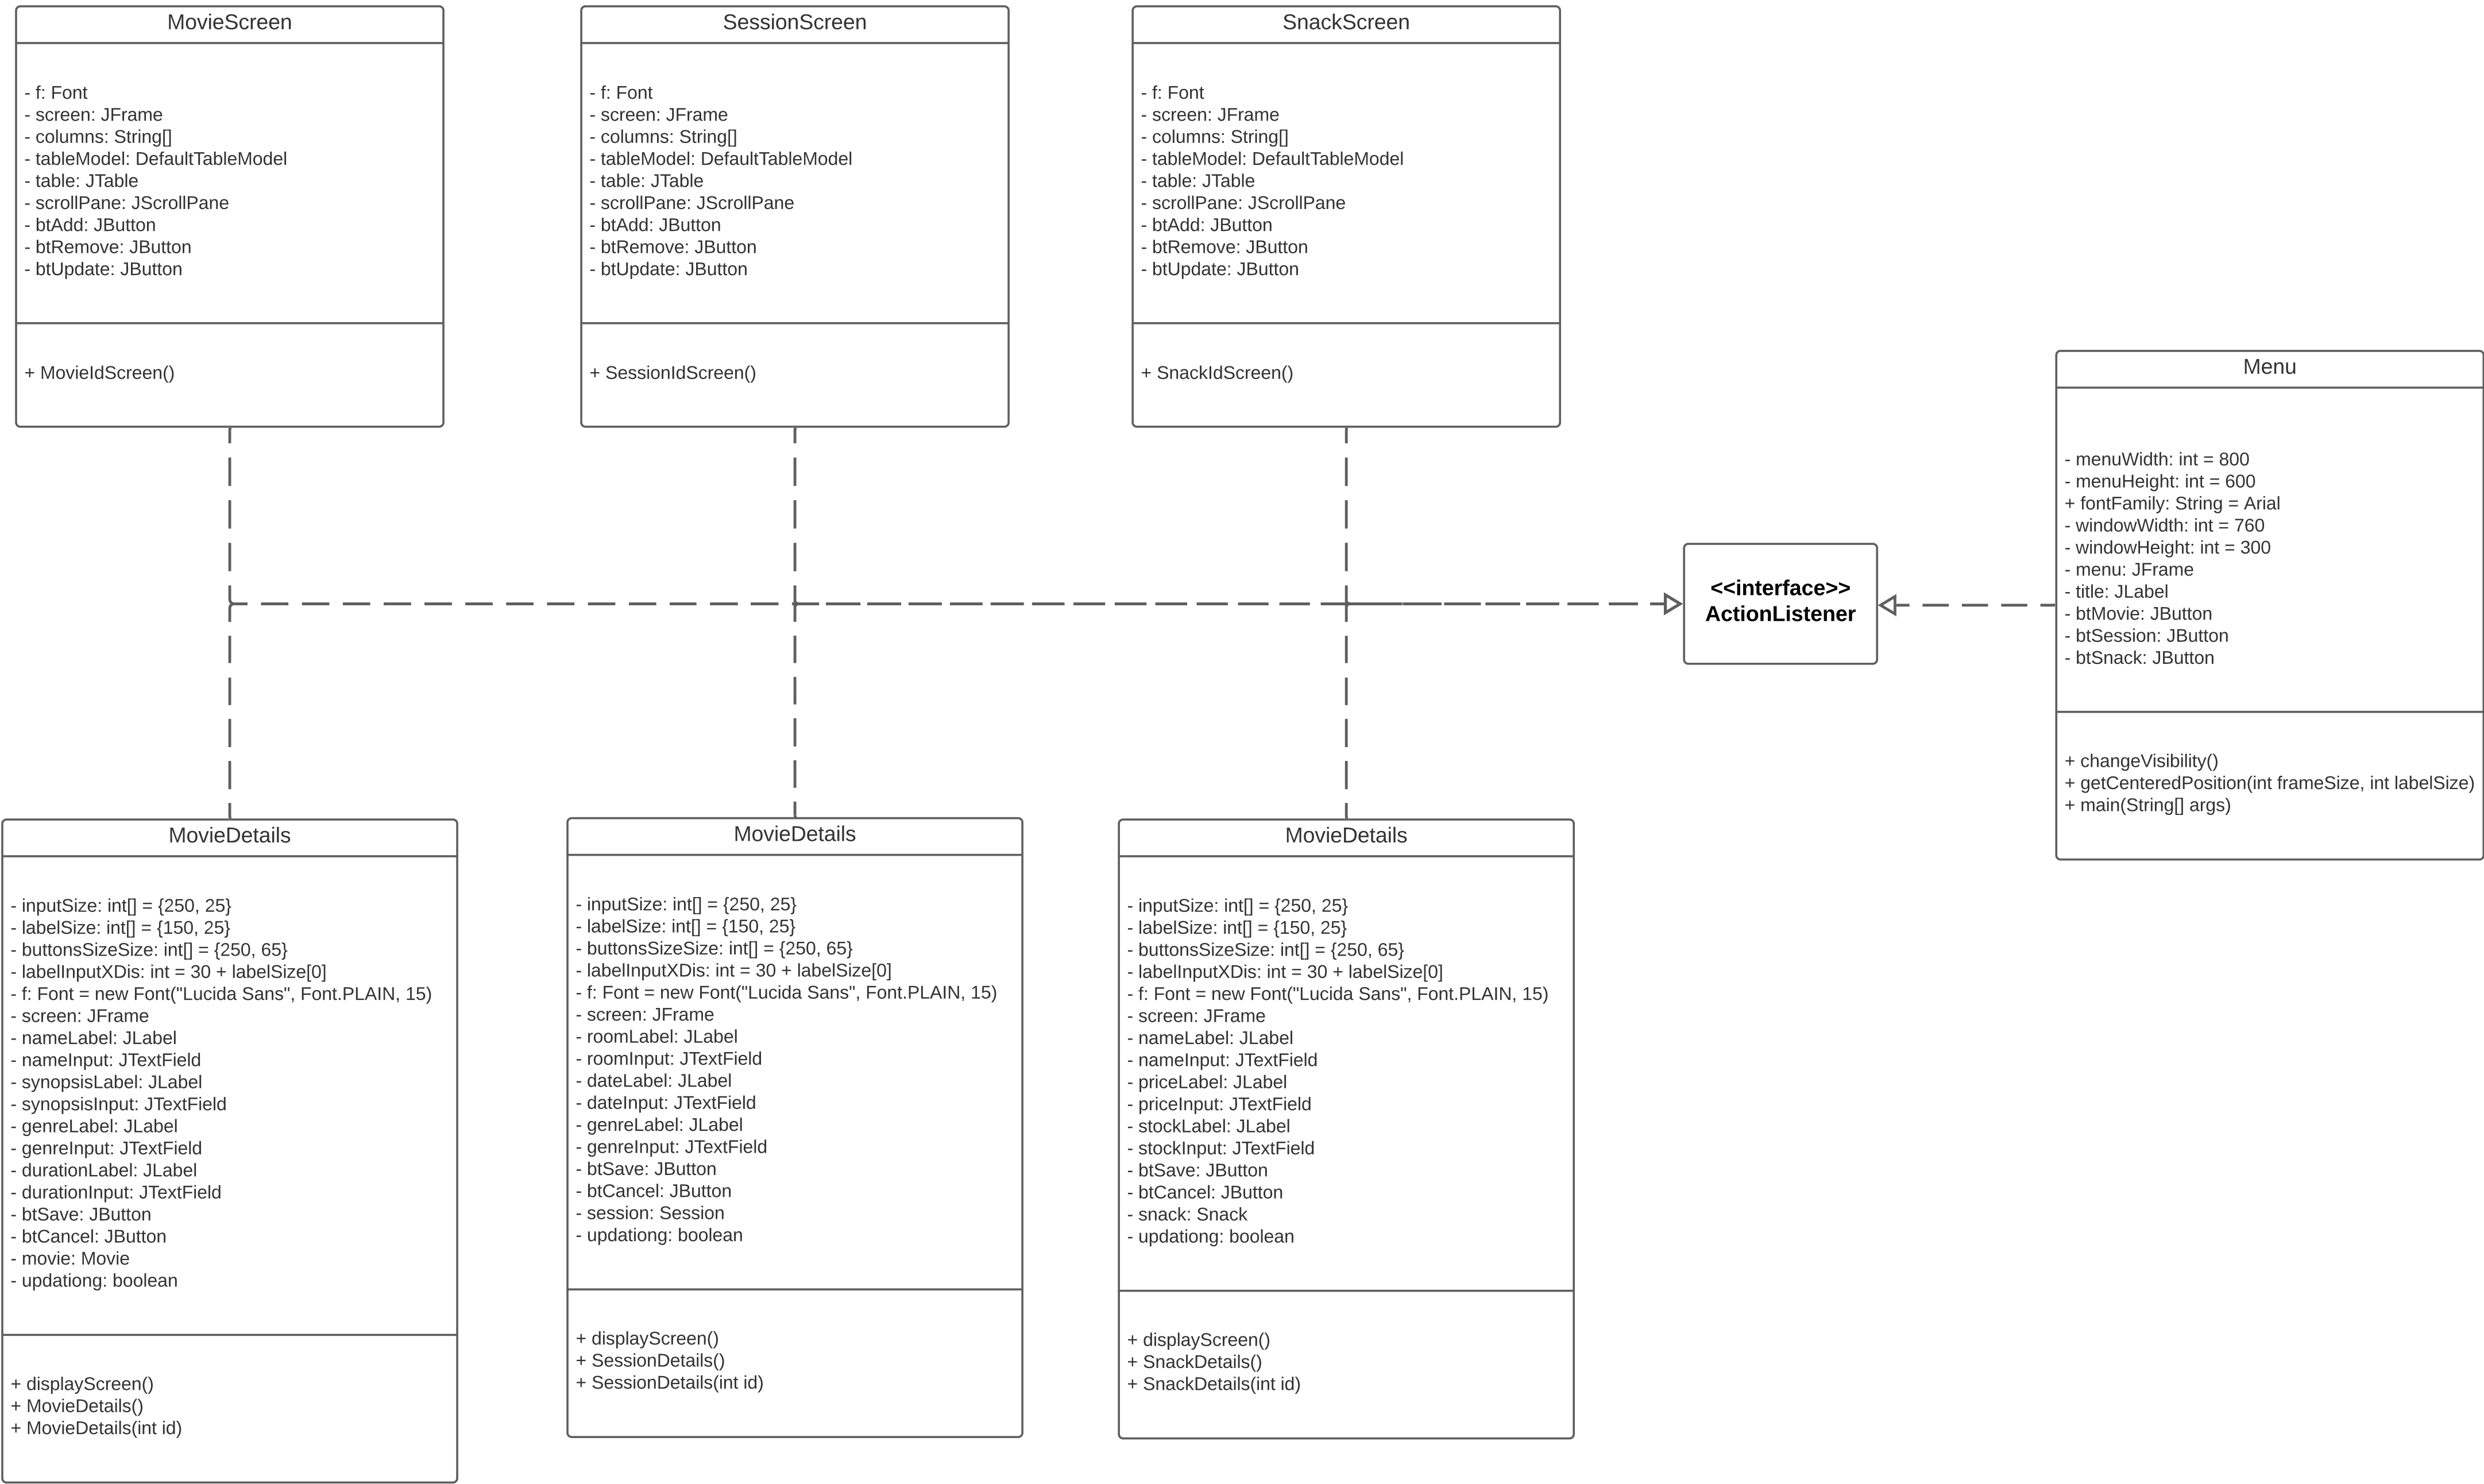 MovieScreen
- f: Font
- screen: JFrame
- columns: String[]
- tableModel: DefaultTableModel
- table: JTable
- scrollPane: JScrollPane
- btAdd: JButton
- btRemove: JButton
- btUpdate: JButton
+ MovieIdScreen()
SessionScreen
- f: Font
- screen: JFrame
- columns: String[]
- tableModel: DefaultTableModel
- table: JTable
- scrollPane: JScrollPane
- btAdd: JButton
- btRemove: JButton
- btUpdate: JButton
+ SessionIdScreen()
SnackScreen
- f: Font
- screen: JFrame
- columns: String[]
- tableModel: DefaultTableModel
- table: JTable
- scrollPane: JScrollPane
- btAdd: JButton
- btRemove: JButton
- btUpdate: JButton
+ SnackIdScreen()
<<interface>>
ActionListener
Menu
- menuWidth: int = 800
- menuHeight: int = 600
+ fontFamily: String = Arial
- windowWidth: int = 760
- windowHeight: int = 300
- menu: JFrame
- title: JLabel
- btMovie: JButton
- btSession: JButton
- btSnack: JButton
+ changeVisibility()
+ getCenteredPosition(int frameSize, int labelSize)
+ main(String[] args)
MovieDetails
- inputSize: int[] = {250, 25}
- labelSize: int[] = {150, 25}
- buttonsSizeSize: int[] = {250, 65}
- labelInputXDis: int = 30 + labelSize[0]
- f: Font = new Font("Lucida Sans", Font.PLAIN, 15)
- screen: JFrame
- nameLabel: JLabel
- nameInput: JTextField
- synopsisLabel: JLabel
- synopsisInput: JTextField
- genreLabel: JLabel
- genreInput: JTextField
- durationLabel: JLabel
- durationInput: JTextField
- btSave: JButton
- btCancel: JButton
- movie: Movie
- updationg: boolean
+ displayScreen()
+ MovieDetails()
+ MovieDetails(int id)
MovieDetails
- inputSize: int[] = {250, 25}
- labelSize: int[] = {150, 25}
- buttonsSizeSize: int[] = {250, 65}
- labelInputXDis: int = 30 + labelSize[0]
- f: Font = new Font("Lucida Sans", Font.PLAIN, 15)
- screen: JFrame
- roomLabel: JLabel
- roomInput: JTextField
- dateLabel: JLabel
- dateInput: JTextField
- genreLabel: JLabel
- genreInput: JTextField
- btSave: JButton
- btCancel: JButton
- session: Session
- updationg: boolean
+ displayScreen()
+ SessionDetails()
+ SessionDetails(int id)
MovieDetails
- inputSize: int[] = {250, 25}
- labelSize: int[] = {150, 25}
- buttonsSizeSize: int[] = {250, 65}
- labelInputXDis: int = 30 + labelSize[0]
- f: Font = new Font("Lucida Sans", Font.PLAIN, 15)
- screen: JFrame
- nameLabel: JLabel
- nameInput: JTextField
- priceLabel: JLabel
- priceInput: JTextField
- stockLabel: JLabel
- stockInput: JTextField
- btSave: JButton
- btCancel: JButton
- snack: Snack
- updationg: boolean
+ displayScreen()
+ SnackDetails()
+ SnackDetails(int id)